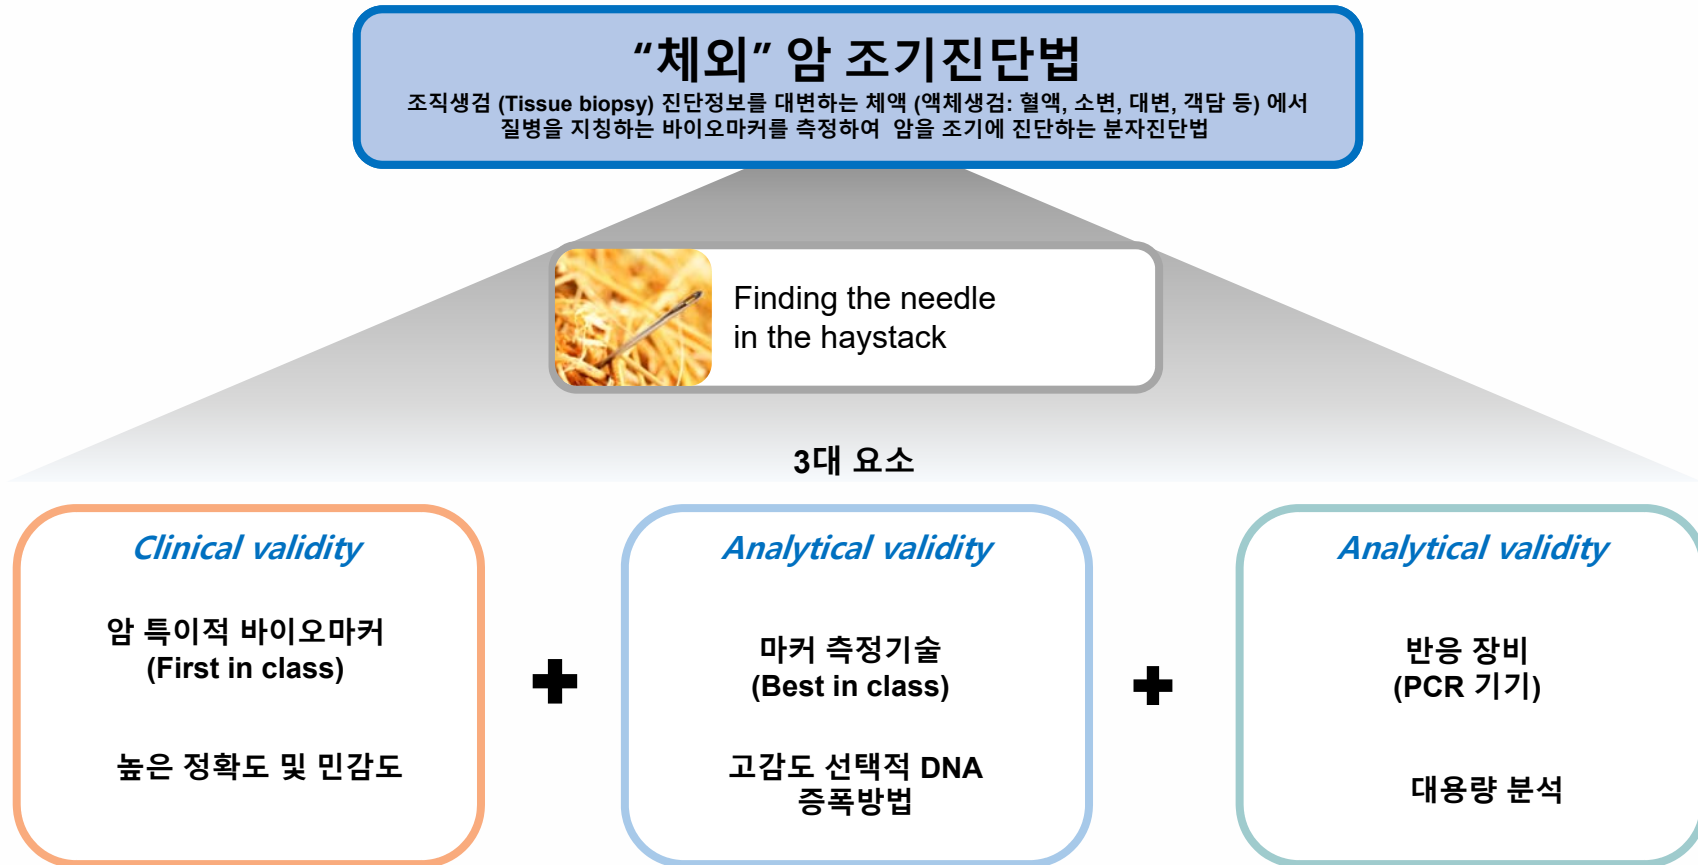 “체외” 암 조기진단법
조직생검 (Tissue biopsy) 진단정보를 대변하는 체액 (액체생검: 혈액, 소변, 대변, 객담 등) 에서
질병을 지칭하는 바이오마커를 측정하여 암을 조기에 진단하는 분자진단법
Finding the needle
in the haystack
3대 요소
Clinical validity
암 특이적 바이오마커
(First in class)
높은 정확도 및 민감도
+
Analytical validity
마커 측정기술
(Best in class)
고감도 선택적 DNA
증폭방법
+
Analytical validity
반응 장비
(PCR 기기)
대용량 분석